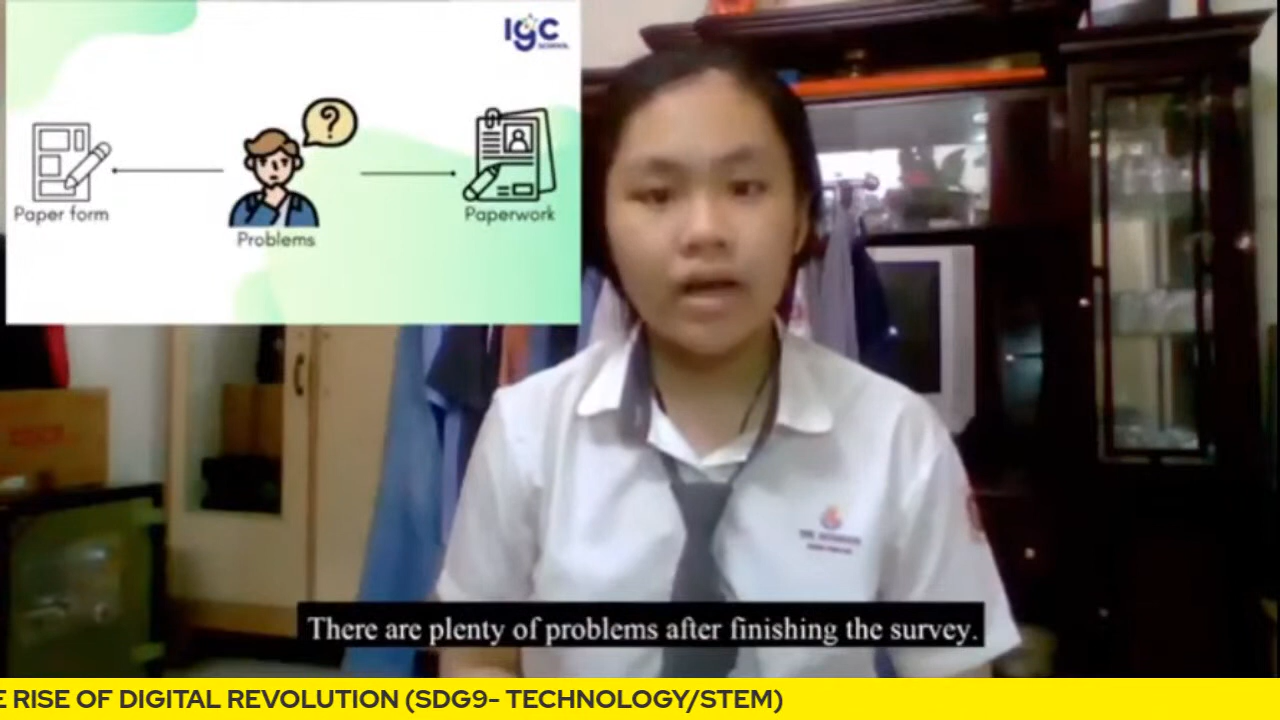 IGC
SCHOOL
?
Paper form
Problems
Paperwork
There are plenty of problems after finishing the survey.
E RISE OF DIGITAL REVOLUTION (SDG9- TECHNOLOGY/STEM)